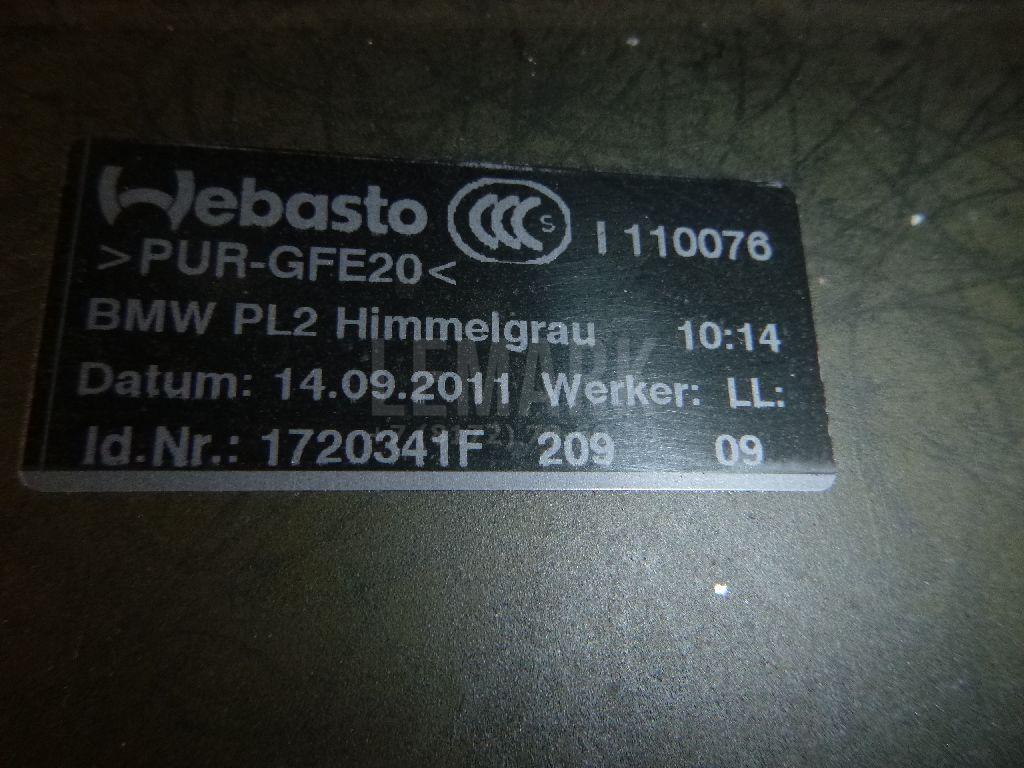 Webasto CCC S I 110076
>PUR-GFE20<
BMW PL2 Himmelgrau 10:14
LEMARK
Datum: 14.09.2011 Werker: LL:
Id.Nr.: 1720341F 209 09